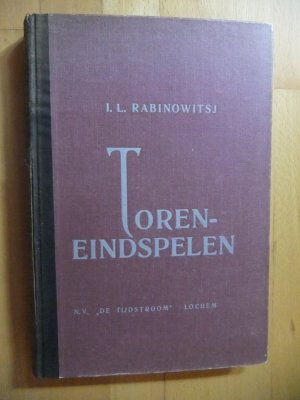 I. L. RABINOWITSJ
TOREN-
EINDSPELEN
N.V. „DE TIJDSTROOM" LOCHEM